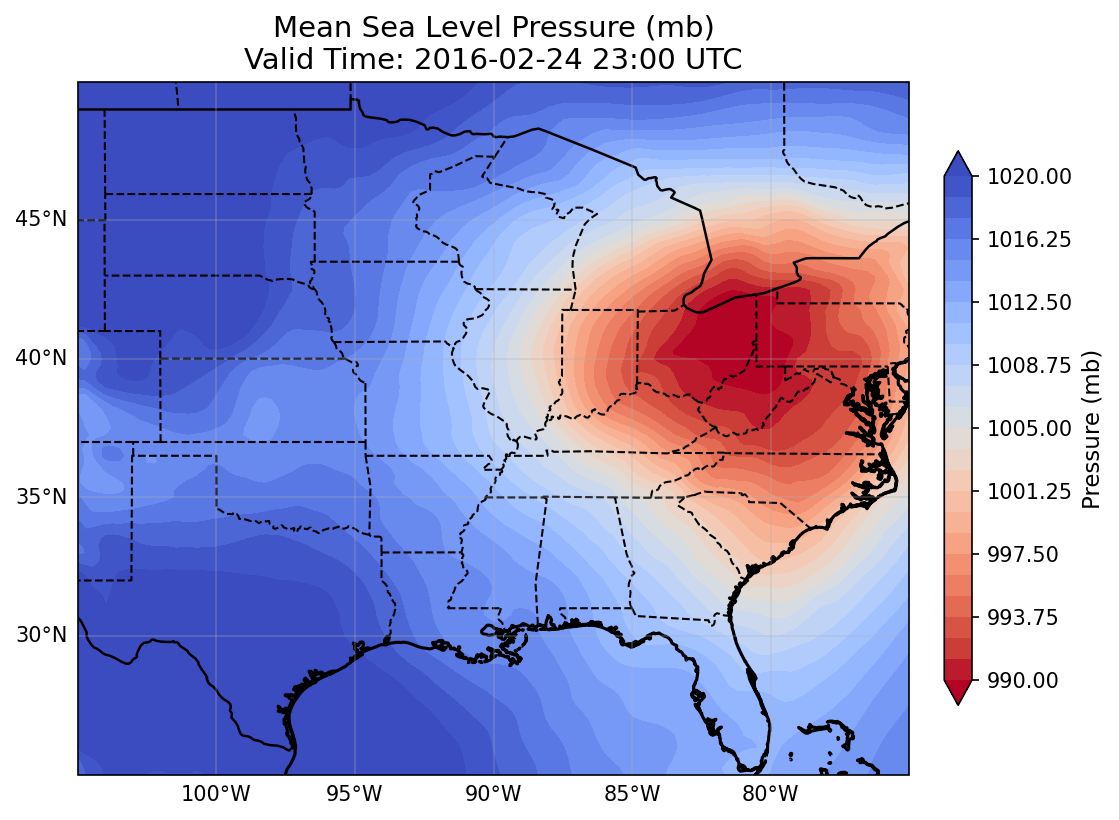 Mean Sea Level Pressure (mb)
Valid Time: 2016-02-24 23:00 UTC
45°N
40°N
35°N
30°N
100°W
95°W
90°W
85°W
80°W
1020.00
1016.25
1012.50
1008.75
1005.00
1001.25
997.50
993.75
990.00
Pressure (mb)